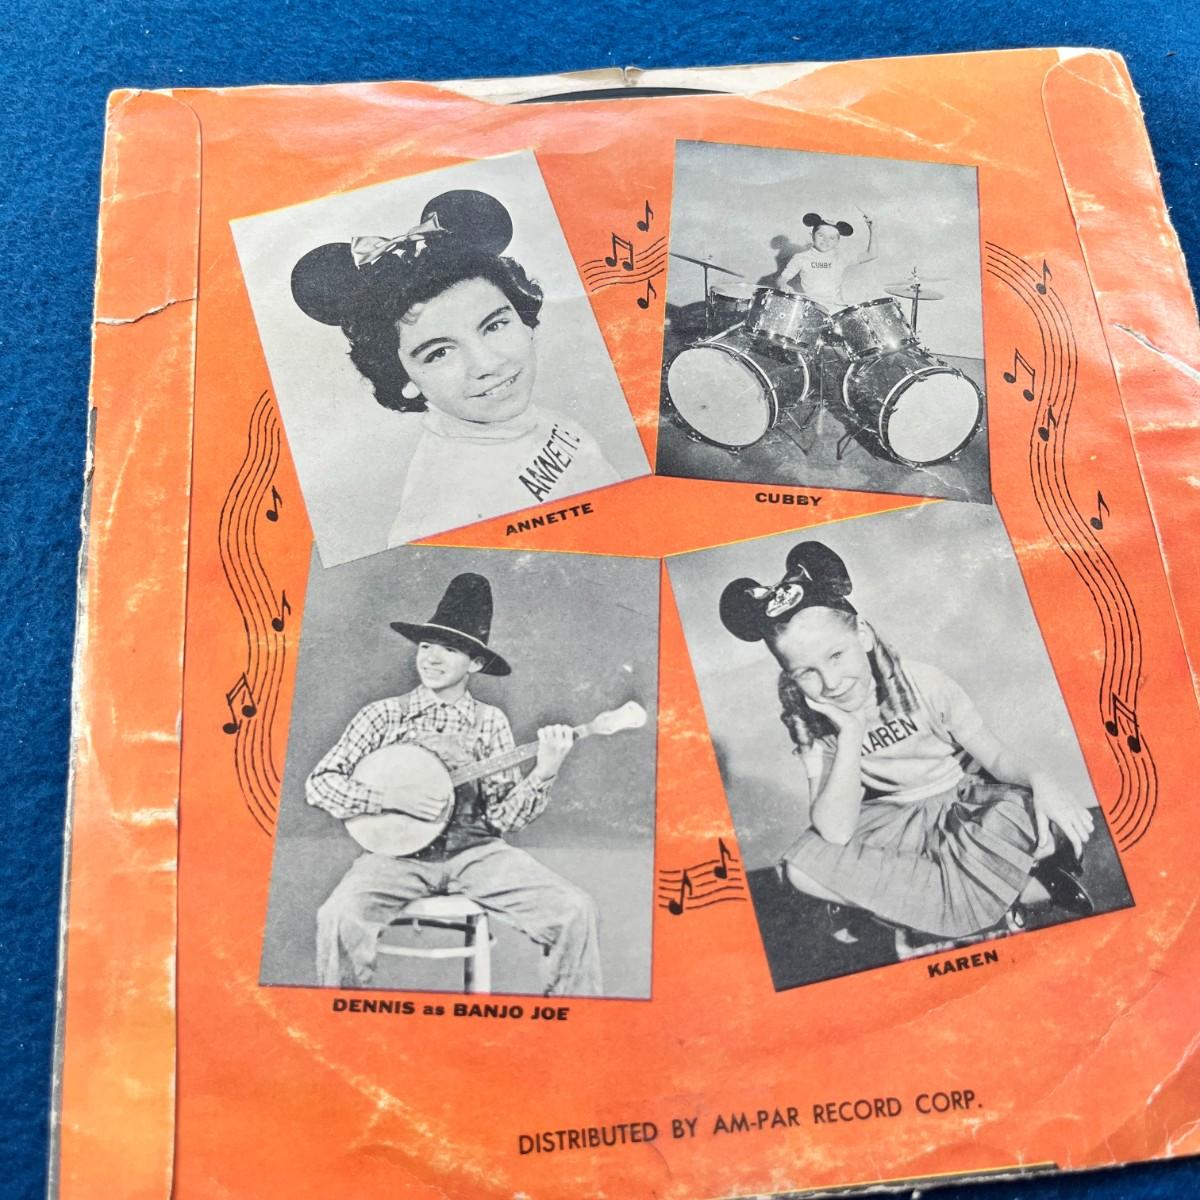 ANNETTE
CUBBY
ANNETTE
CUBBY
KAREN
KAREN
DENNIS as BANJO JOE
DISTRIBUTED BY AM-PAR RECORD CORP.